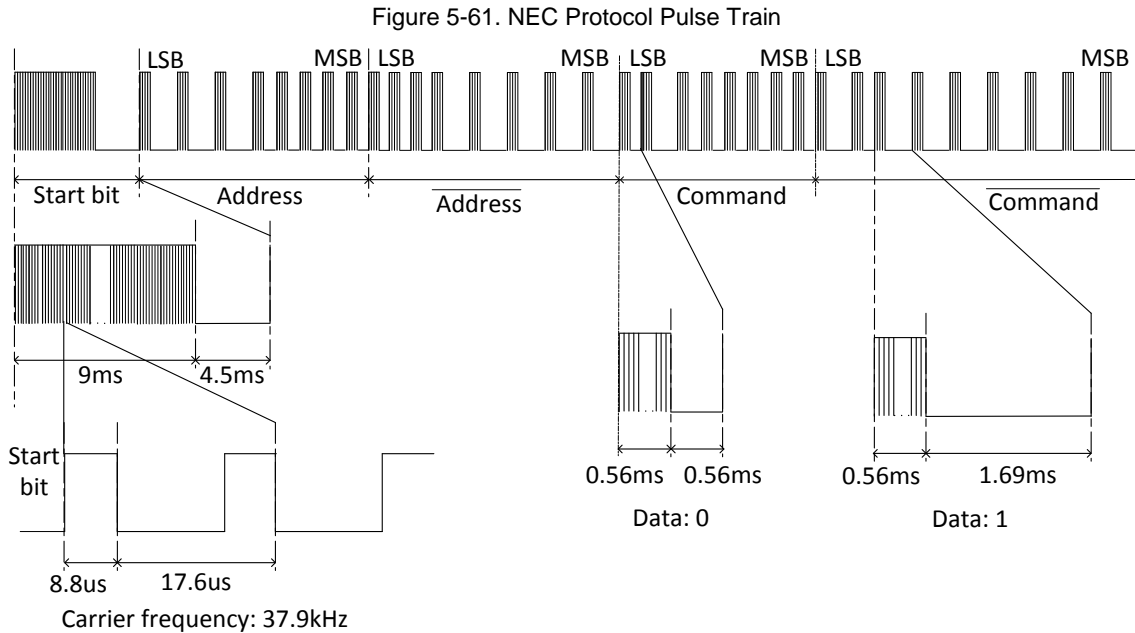 Figure 5-61. NEC Protocol Pulse Train
LSB MSB LSB MSB LSB MSB LSB MSB
Start bit Address Address Command Command
9ms 4.5ms
0.56ms 0.56ms 0.56ms 1.69ms
Data: 0 Data: 1
Start
bit
8.8us 17.6us
Carrier frequency: 37.9kHz